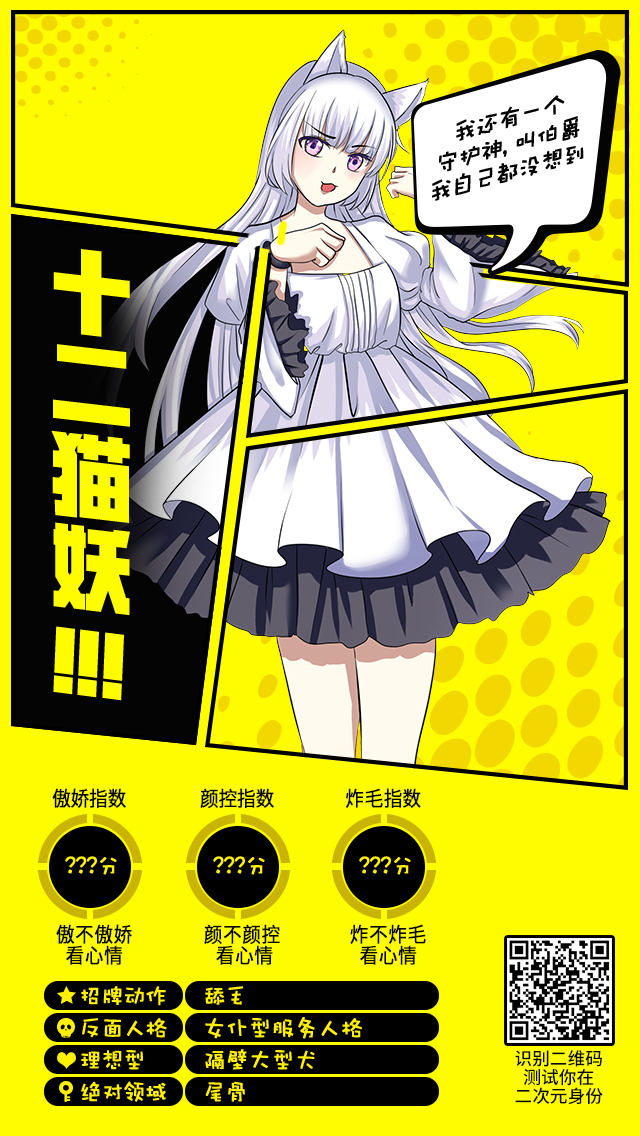 我还有一个
守护神,叫伯爵
我自己都没想到
十二猫妖!!!
傲娇指数
颜控指数
炸毛指数
???分
???分
???分
傲不傲娇
看心情
颜不颜控
看心情
炸不炸毛
看心情
招牌动作 舔毛
反面人格 女仆型服务人格
理想型 隔壁大型犬
绝对领域 尾骨
识别二维码
测试你在
二次元身份